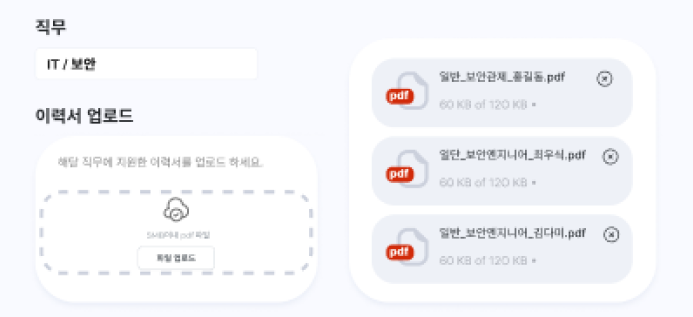 직무
IT / 보안
이력서 업로드
해당 직무에 지원한 이력서를 업로드 하세요.
5MB이내 pdf 파일
파일 업로드
pdf
일반_보안관제_홍길동.pdf
60 KB of 120 KB •
pdf
일단_보안엔지니어_최우식.pdf
60 KB of 120 KB •
pdf
일반_보안엔지니어_김다미.pdf
60 KB of 120 KB •